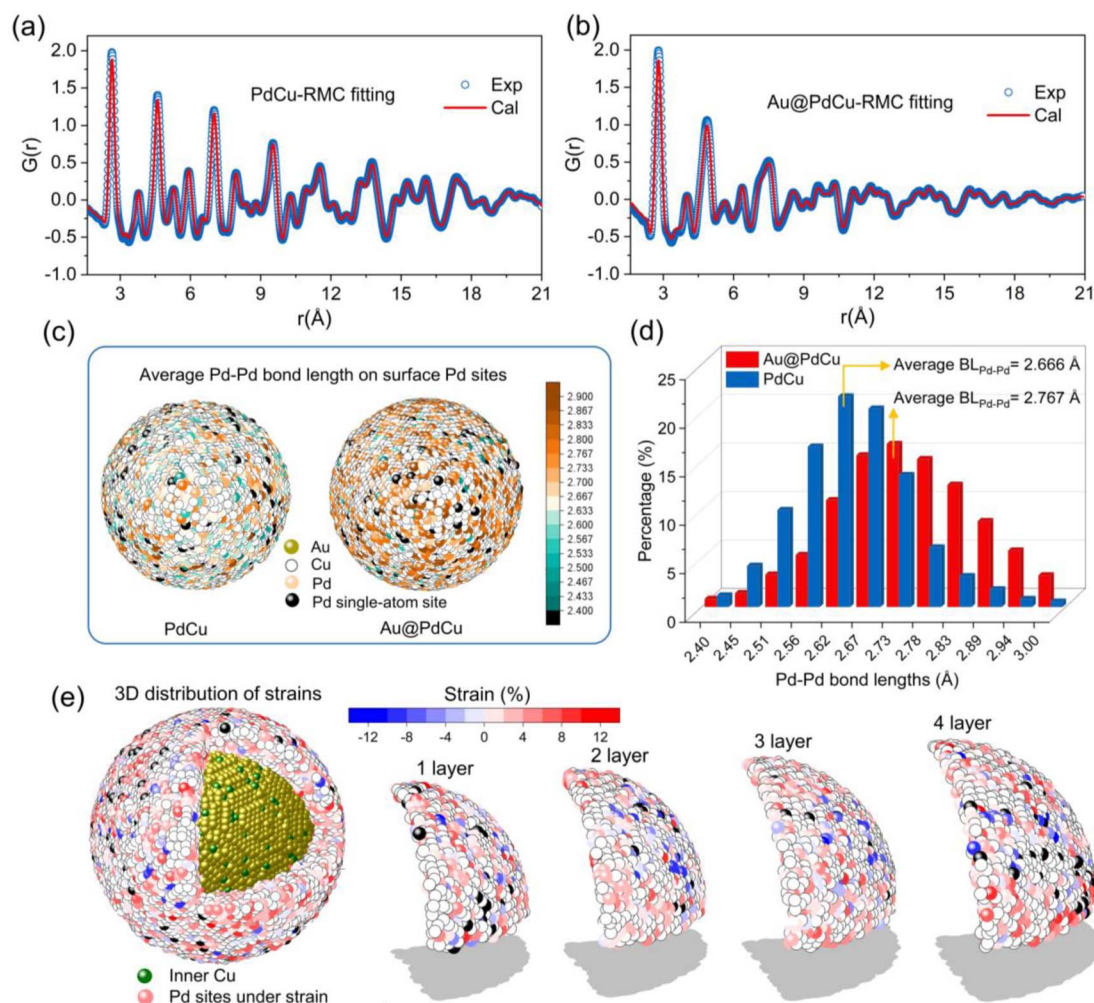 (a)
2.0
1.5
1.0
0.5
0.0
-0.5
-1.0
G(r)
PdCu-RMC fitting
Exp
Cal
3 6 9 12 15 18 21
r(Å)
(b)
2.0
1.5
1.0
0.5
0.0
-0.5
-1.0
G(r)
Au@PdCu-RMC fitting
Exp
Cal
3 6 9 12 15 18 21
r(Å)
(c)
Average Pd-Pd bond length on surface Pd sites
2.900
2.867
2.833
2.800
2.767
2.733
2.700
2.667
2.633
2.600
2.567
2.533
2.500
2.467
2.433
2.400
Au
Cu
Pd
Pd single-atom site
PdCu
Au@PdCu
(d)
Au@PdCu
PdCu
Average BLPd-Pd= 2.666 Å
Average BLPd-Pd= 2.767 Å
25
20
15
10
5
0
Percentage (%)
2.40 2.45 2.51 2.56 2.62 2.67 2.73 2.78 2.83 2.89 2.94 3.00
Pd-Pd bond lengths (Å)
(e)
3D distribution of strains
Strain (%)
-12 -8 -4 0 4 8 12
1 layer
2 layer
3 layer
4 layer
Inner Cu
Pd sites under strain